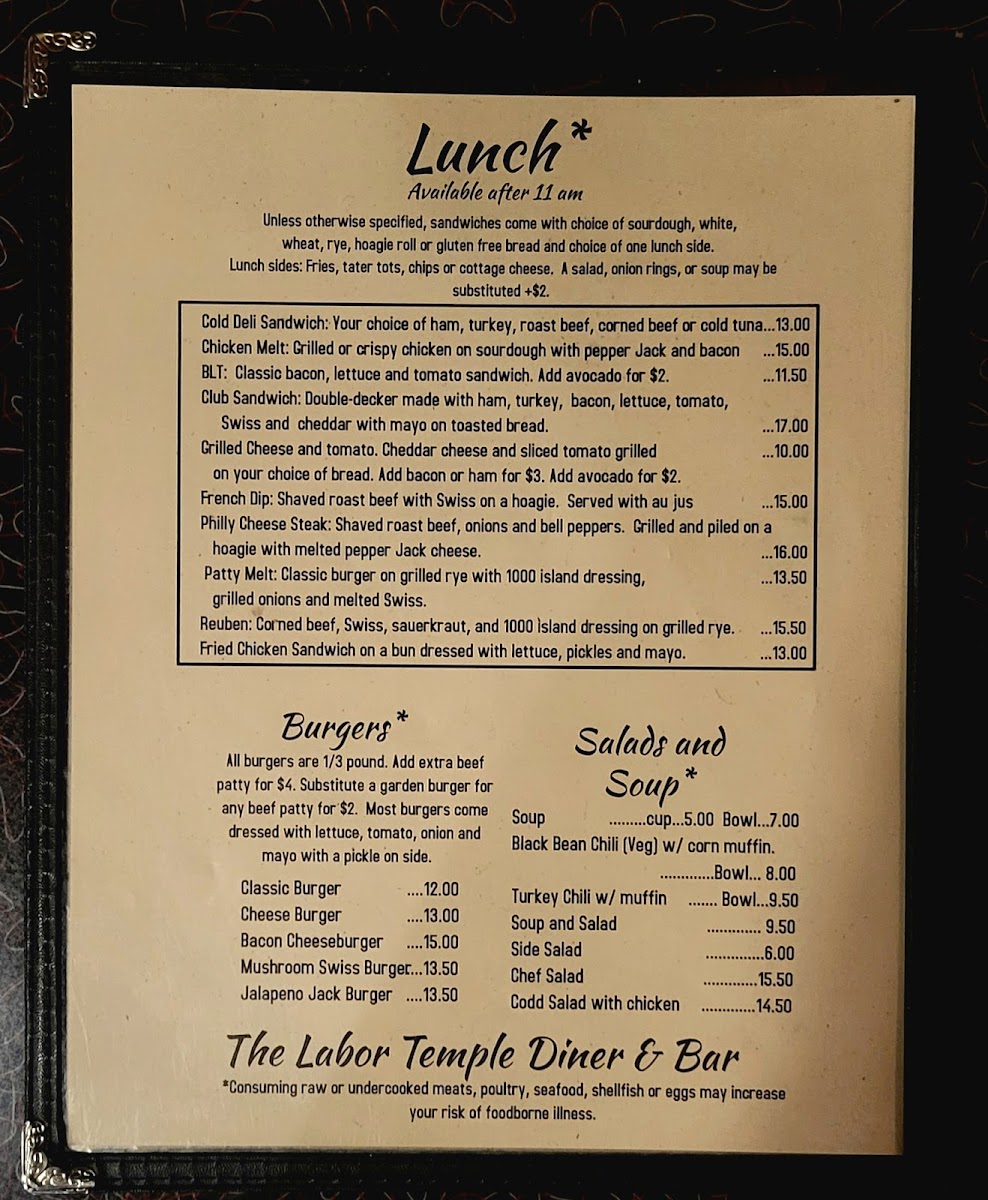 Lunch*
Available after 11 am
Unless otherwise specified, sandwiches come with choice of sourdough, white,
wheat, rye, hoagie roll or gluten free bread and choice of one lunch side.
Lunch sides: Fries, tater tots, chips or cottage cheese. A salad, onion rings, or soup may be
substituted +$2.
Cold Deli Sandwich: Your choice of ham, turkey, roast beef, corned beef or cold tuna...13.00
Chicken Melt: Grilled or crispy chicken on sourdough with pepper Jack and bacon ...15.00
BLT: Classic bacon, lettuce and tomato sandwich. Add avocado for $2. ...11.50
Club Sandwich: Double-decker made with ham, turkey, bacon, lettuce, tomato,
Swiss and cheddar with mayo on toasted bread. ...17.00
Grilled Cheese and tomato. Cheddar cheese and sliced tomato grilled ...10.00
on your choice of bread. Add bacon or ham for $3. Add avocado for $2.
French Dip: Shaved roast beef with Swiss on a hoagie. Served with au jus ...15.00
Philly Cheese Steak: Shaved roast beef, onions and bell peppers. Grilled and piled on a
hoagie with melted pepper Jack cheese. ...16.00
Patty Melt: Classic burger on grilled rye with 1000 island dressing, ...13.50
grilled onions and melted Swiss.
Reuben: Corned beef, Swiss, sauerkraut, and 1000 island dressing on grilled rye. ...15.50
Fried Chicken Sandwich on a bun dressed with lettuce, pickles and mayo. ...13.00
Burgers*
All burgers are 1/3 pound. Add extra beef
patty for $4. Substitute a garden burger for
any beef patty for $2. Most burgers come
dressed with lettuce, tomato, onion and
mayo with a pickle on side.
Classic Burger ....12.00
Cheese Burger ....13.00
Bacon Cheeseburger ....15.00
Mushroom Swiss Burger...13.50
Jalapeno Jack Burger ....13.50
Salads and
Soup*
Soup .........cup...5.00 Bowl...7.00
Black Bean Chili (Veg) w/ corn muffin.
.............Bowl... 8.00
Turkey Chili w/ muffin ....... Bowl...9.50
Soup and Salad ............. 9.50
Side Salad ..............6.00
Chef Salad .............15.50
Codd Salad with chicken .............14.50
The Labor Temple Diner & Bar
*Consuming raw or undercooked meats, poultry, seafood, shellfish or eggs may increase
your risk of foodborne illness.